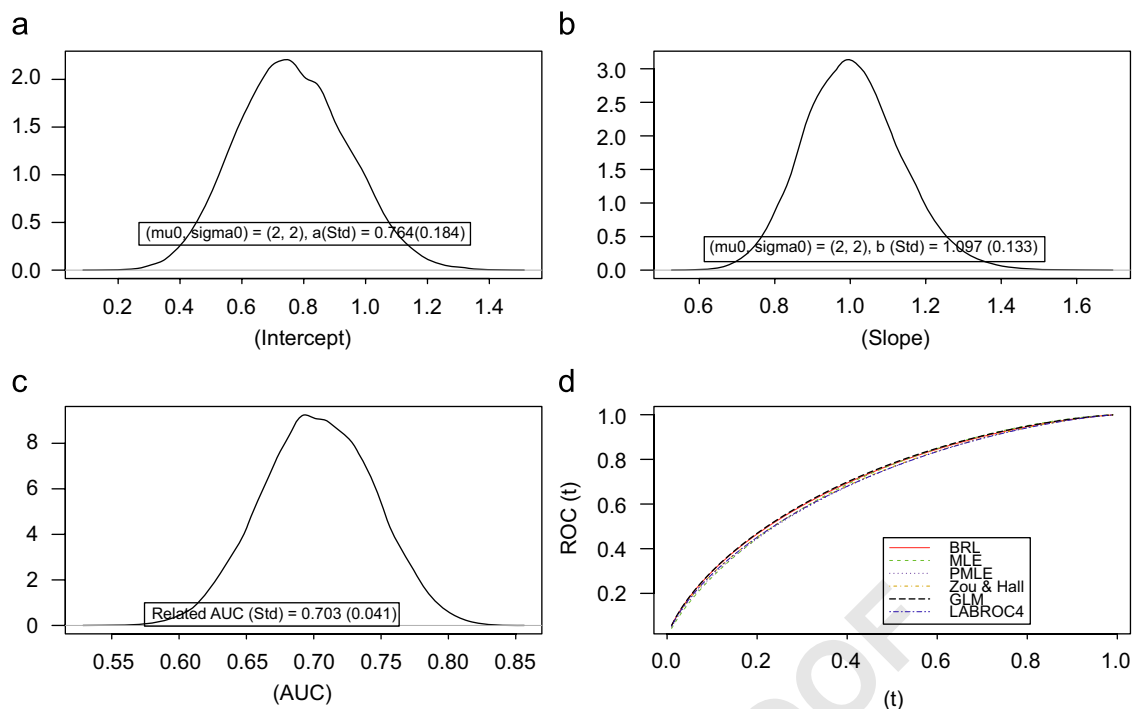 a
2.0
1.5
1.0
0.5
0.0
(mu0, sigma0) = (2, 2), a(Std) = 0.764(0.184)
0.2 0.4 0.6 0.8 1.0 1.2 1.4
(Intercept)
b
3.0
2.5
2.0
1.5
1.0
0.5
0.0
(mu0, sigma0) = (2, 2), b (Std) = 1.097 (0.133)
0.6 0.8 1.0 1.2 1.4 1.6
(Slope)
c
8
6
4
2
0
Related AUC (Std) = 0.703 (0.041)
0.55 0.60 0.65 0.70 0.75 0.80 0.85
(AUC)
d
ROC (t)
1.0
0.8
0.6
0.4
0.2
BRL
MLE
PMLE
Zou & Hall
GLM
LABROC4
0.0 0.2 0.4 0.6 0.8 1.0
(t)
OOF